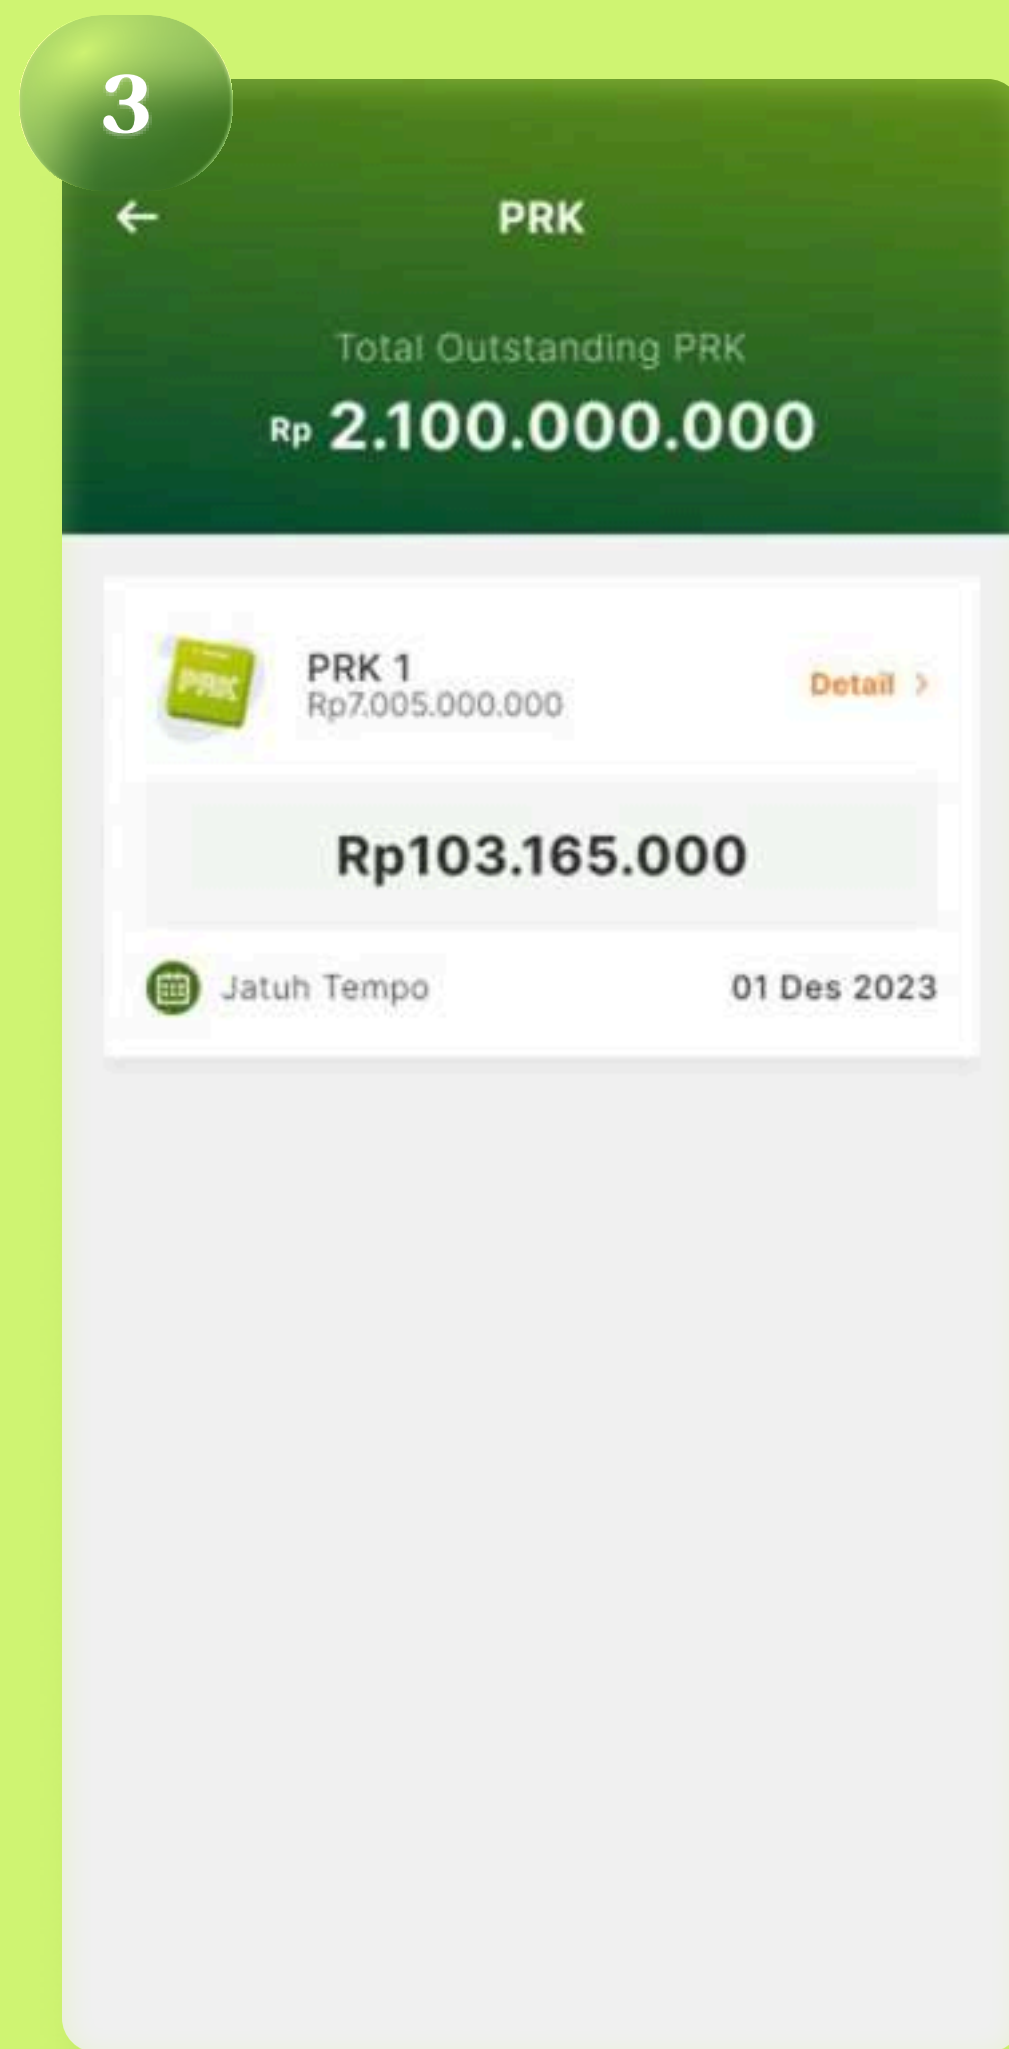 3
PRK
Total Outstanding PRK
Rp 2.100.000.000
PRK
PRK 1
Rp7.005.000.000
Detail >
Rp103.165.000
Jatuh Tempo
01 Des 2023